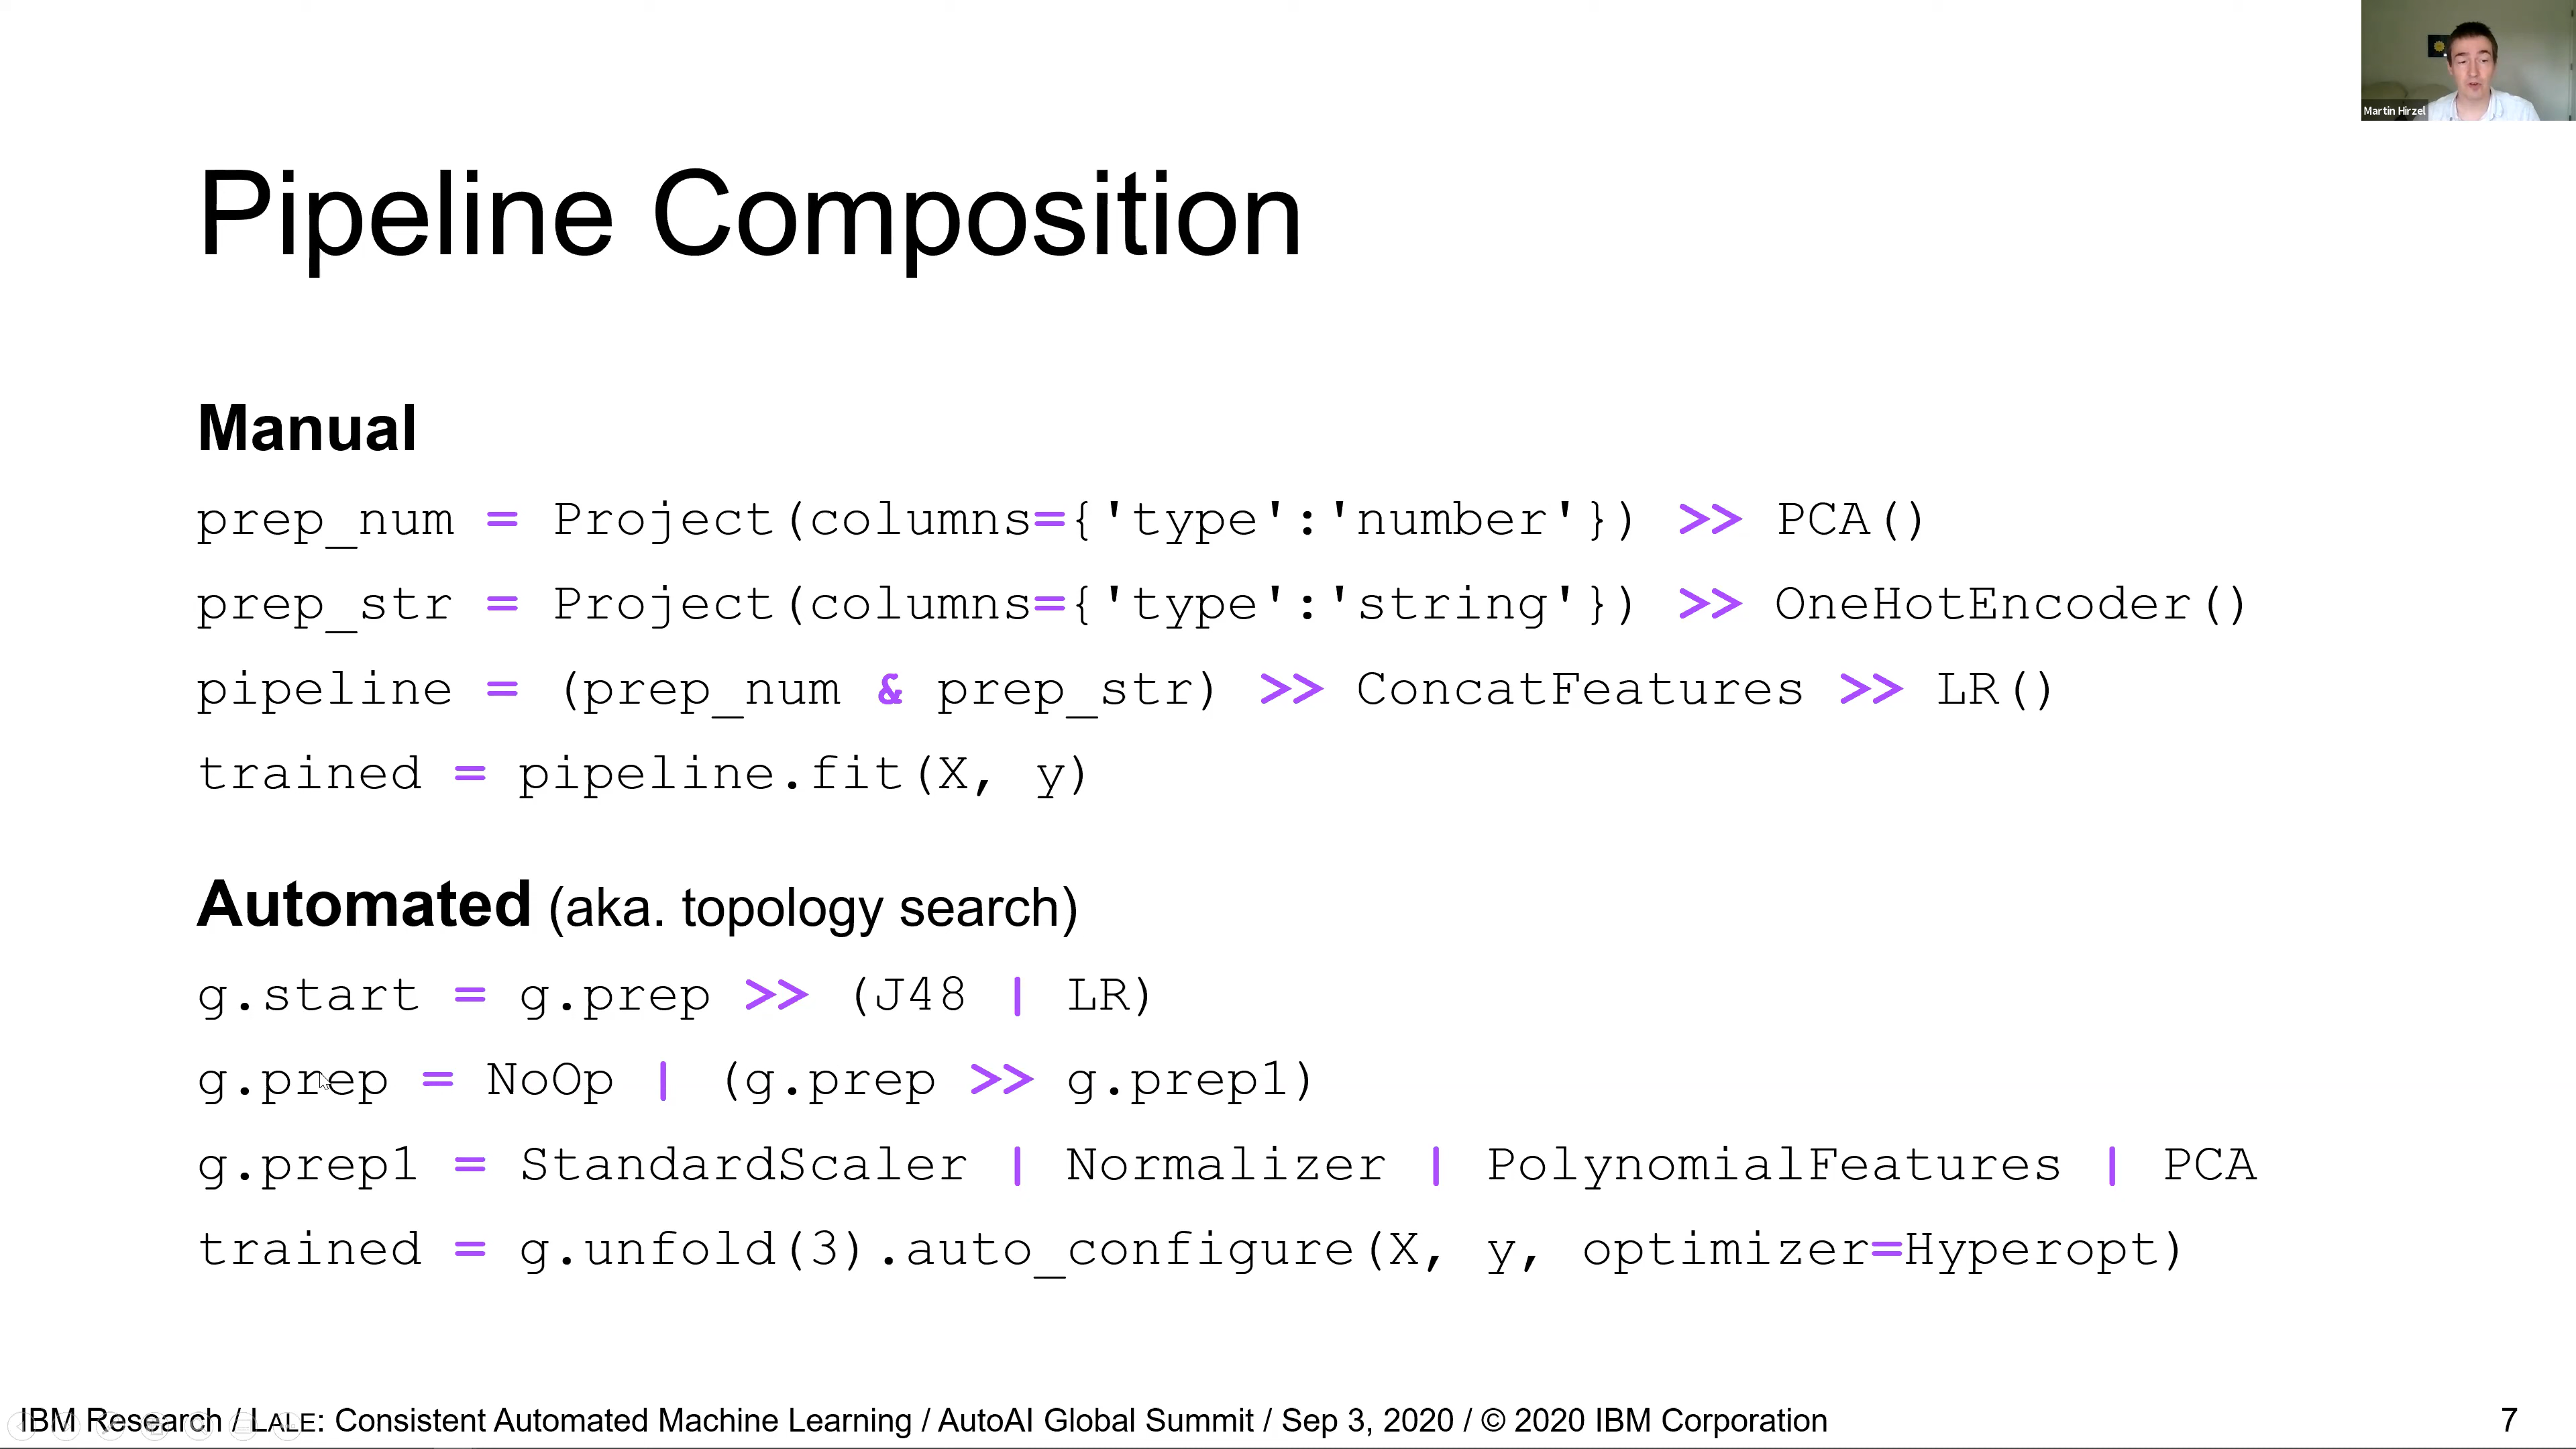 Martin Hirzel
Pipeline Composition
Manual
prep_num = Project(columns={'type':'number'}) >> PCA()
prep_str = Project(columns={'type':'string'}) >> OneHotEncoder()
pipeline = (prep_num & prep_str) >> ConcatFeatures >> LR()
trained = pipeline.fit(X, y)
Automated (aka. topology search)
g.start = g.prep >> (J48 | LR)
g.prep = NoOp | (g.prep >> g.prep1)
g.prep1 = StandardScaler | Normalizer | PolynomialFeatures | PCA
trained = g.unfold(3).auto_configure(X, y, optimizer=Hyperopt)
IBM Research / LALE: Consistent Automated Machine Learning / AutoAI Global Summit / Sep 3, 2020 / © 2020 IBM Corporation
7